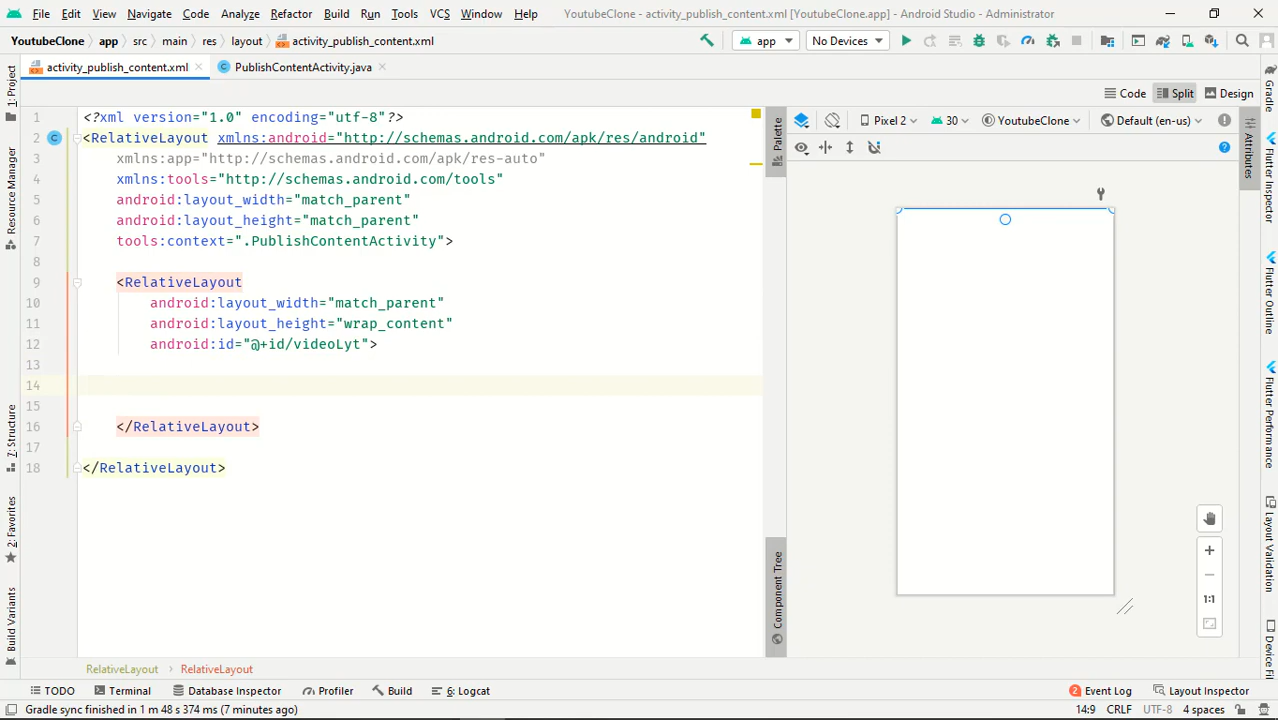 File Edit View Navigate Code Analyze Refactor Build Run Tools VCS Window Help YoutubeClone - activity_publish_content.xml [YoutubeClone.app] - Android Studio - Administrator
YoutubeClone app src main res layout activity_publish_content.xml app No Devices
activity_publish_content.xml PublishContentActivity.java
Code Split Design
1: Project
Resource Manager
Z: Structure
2: Favorites
Build Variants
1 <?xml version="1.0" encoding="utf-8"?>
2 <RelativeLayout xmlns:android="http://schemas.android.com/apk/res/android"
3 xmlns:app="http://schemas.android.com/apk/res-auto"
4 xmlns:tools="http://schemas.android.com/tools"
5 android:layout_width="match_parent"
6 android:layout_height="match_parent"
7 tools:context=".PublishContentActivity">
8
9 <RelativeLayout
10 android:layout_width="match_parent"
11 android:layout_height="wrap_content"
12 android:id="@+id/videoLyt">
13
14
15
16 </RelativeLayout>
17
18 </RelativeLayout>
Palette
Component Tree
Pixel 2 30 YoutubeClone Default (en-us)
1:1
Attributes
Gradle
Flutter Inspector
Flutter Outline
Flutter Performance
Layout Validation
Device Fil
RelativeLayout RelativeLayout
TODO Terminal Database Inspector Profiler Build 6: Logcat 2 Event Log Layout Inspector
Gradle sync finished in 1 m 48 s 374 ms (7 minutes ago) 14:9 CRLF UTF-8 4 spaces